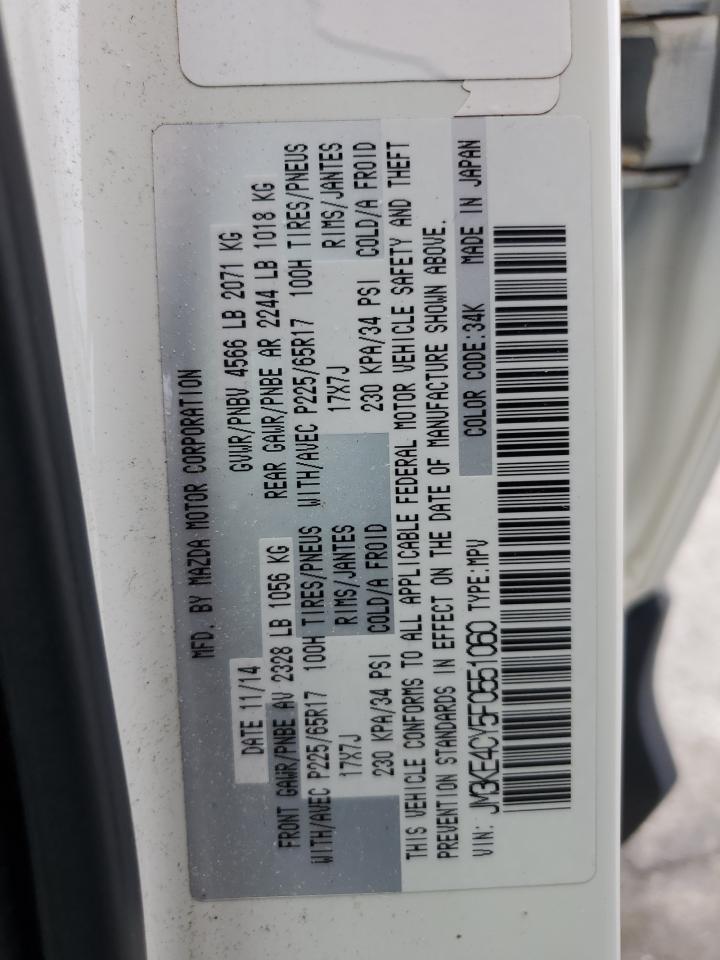 MFD. BY MAZDA MOTOR CORPORATION
DATE 11/14 GVWR/PNBV 4566 LB 2071 KG
FRONT GAWR/PNBE AV 2328 LB 1056 KG REAR GAWR/PNBE AR 2244 LB 1018 KG
WITH/AVEC P225/65R17 100H TIRES/PNEUS WITH/AVEC P225/65R17 100H TIRES/PNEUS
17X7J RIMS/JANTES 17X7J RIMS/JANTES
230 KPA/34 PSI COLD/A FROID 230 KPA/34 PSI COLD/A FROID
THIS VEHICLE CONFORMS TO ALL APPLICABLE FEDERAL MOTOR VEHICLE SAFETY AND THEFT
PREVENTION STANDARDS IN EFFECT ON THE DATE OF MANUFACTURE SHOWN ABOVE.
COLOR CODE:34K MADE IN JAPAN
VIN: JM3KE4CY5F0551060 TYPE:MPV